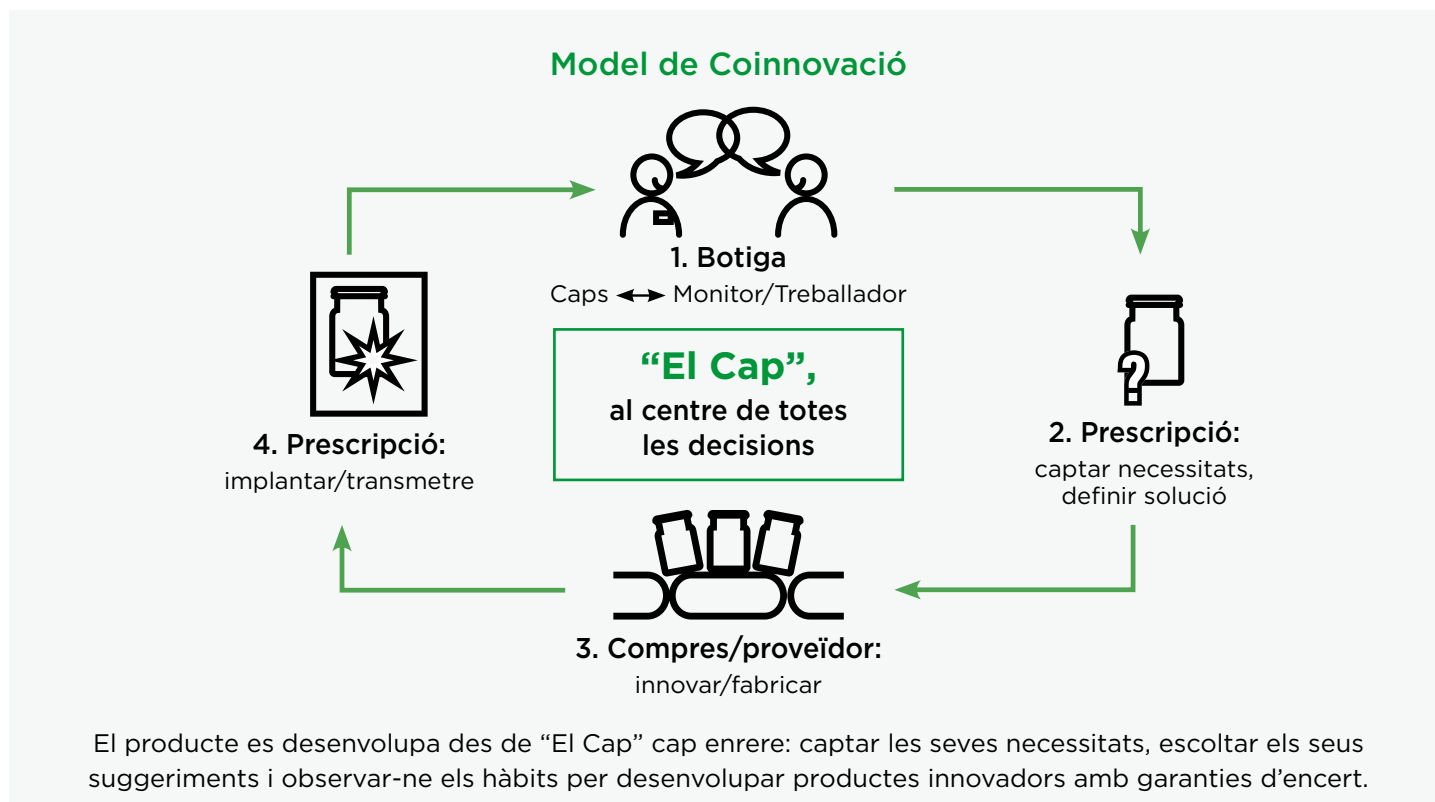 Model de Coinnovació
1. Botiga
Caps ↔ Monitor/Treballador
“El Cap”,
al centre de totes
les decisions
2. Prescripció:
captar necessitats,
definir solució
3. Compres/proveïdor:
innovar/fabricar
4. Prescripció:
implantar/transmetre
?
El producte es desenvolupa des de “El Cap” cap enrere: captar les seves necessitats, escoltar els seus
suggeriments i observar-ne els hàbits per desenvolupar productes innovadors amb garanties d’encert.